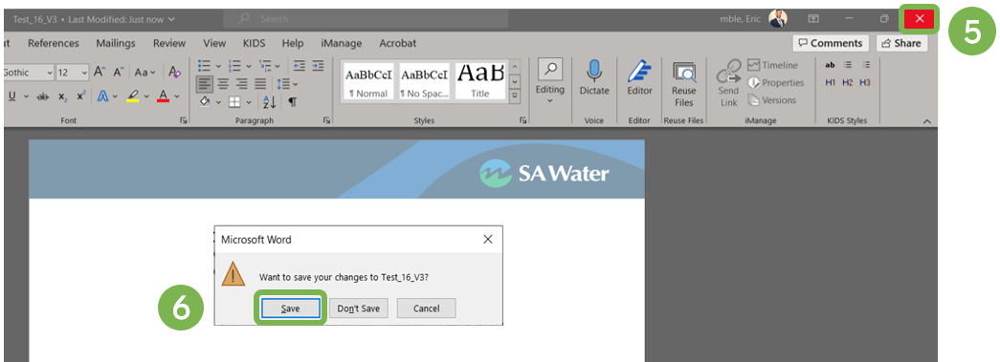 Test_16_V3 • Last Modified: Just now
Search
mble, Eric
5
References Mailings Review View KIDS Help iManage Acrobat
Comments Share
Gothic 12 A A Aa A
U ab x₂ x² A A
AaBbCcI AaBbCcI AaB
¶ Normal ¶ No Spac... Title
Editing
Dictate
Editor
Reuse Files
Send Link
Timeline
Properties
Versions
ab
H1 H2 H3
Font Paragraph Styles Voice Editor Reuse Files iManage KIDS Styles
SA Water
Microsoft Word
Want to save your changes to Test_16_V3?
6
Save Don't Save Cancel